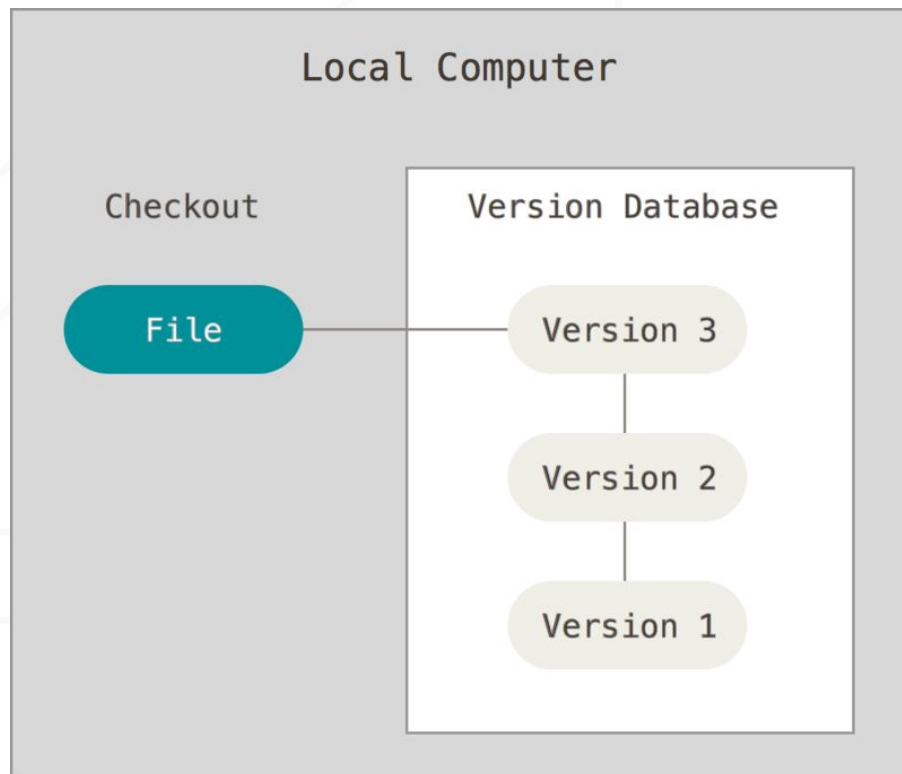 Local Computer
Checkout
Version Database
File
Version 3
Version 2
Version 1